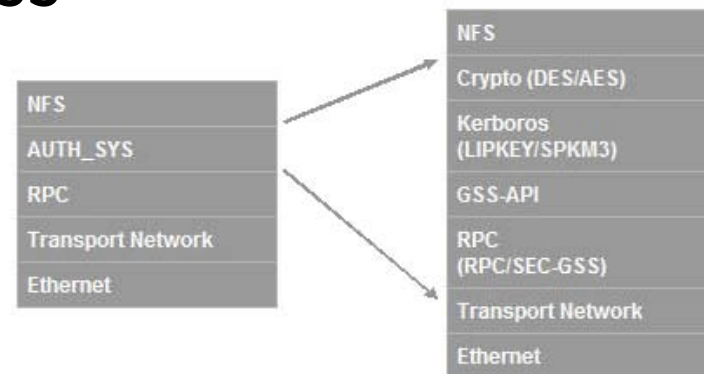 NFS
AUTH_SYS
RPC
Transport Network
Ethernet
NFS
Crypto (DES/AES)
Kerboros
(LIPKEY/SPKM3)
GSS-API
RPC
(RPC/SEC-GSS)
Transport Network
Ethernet